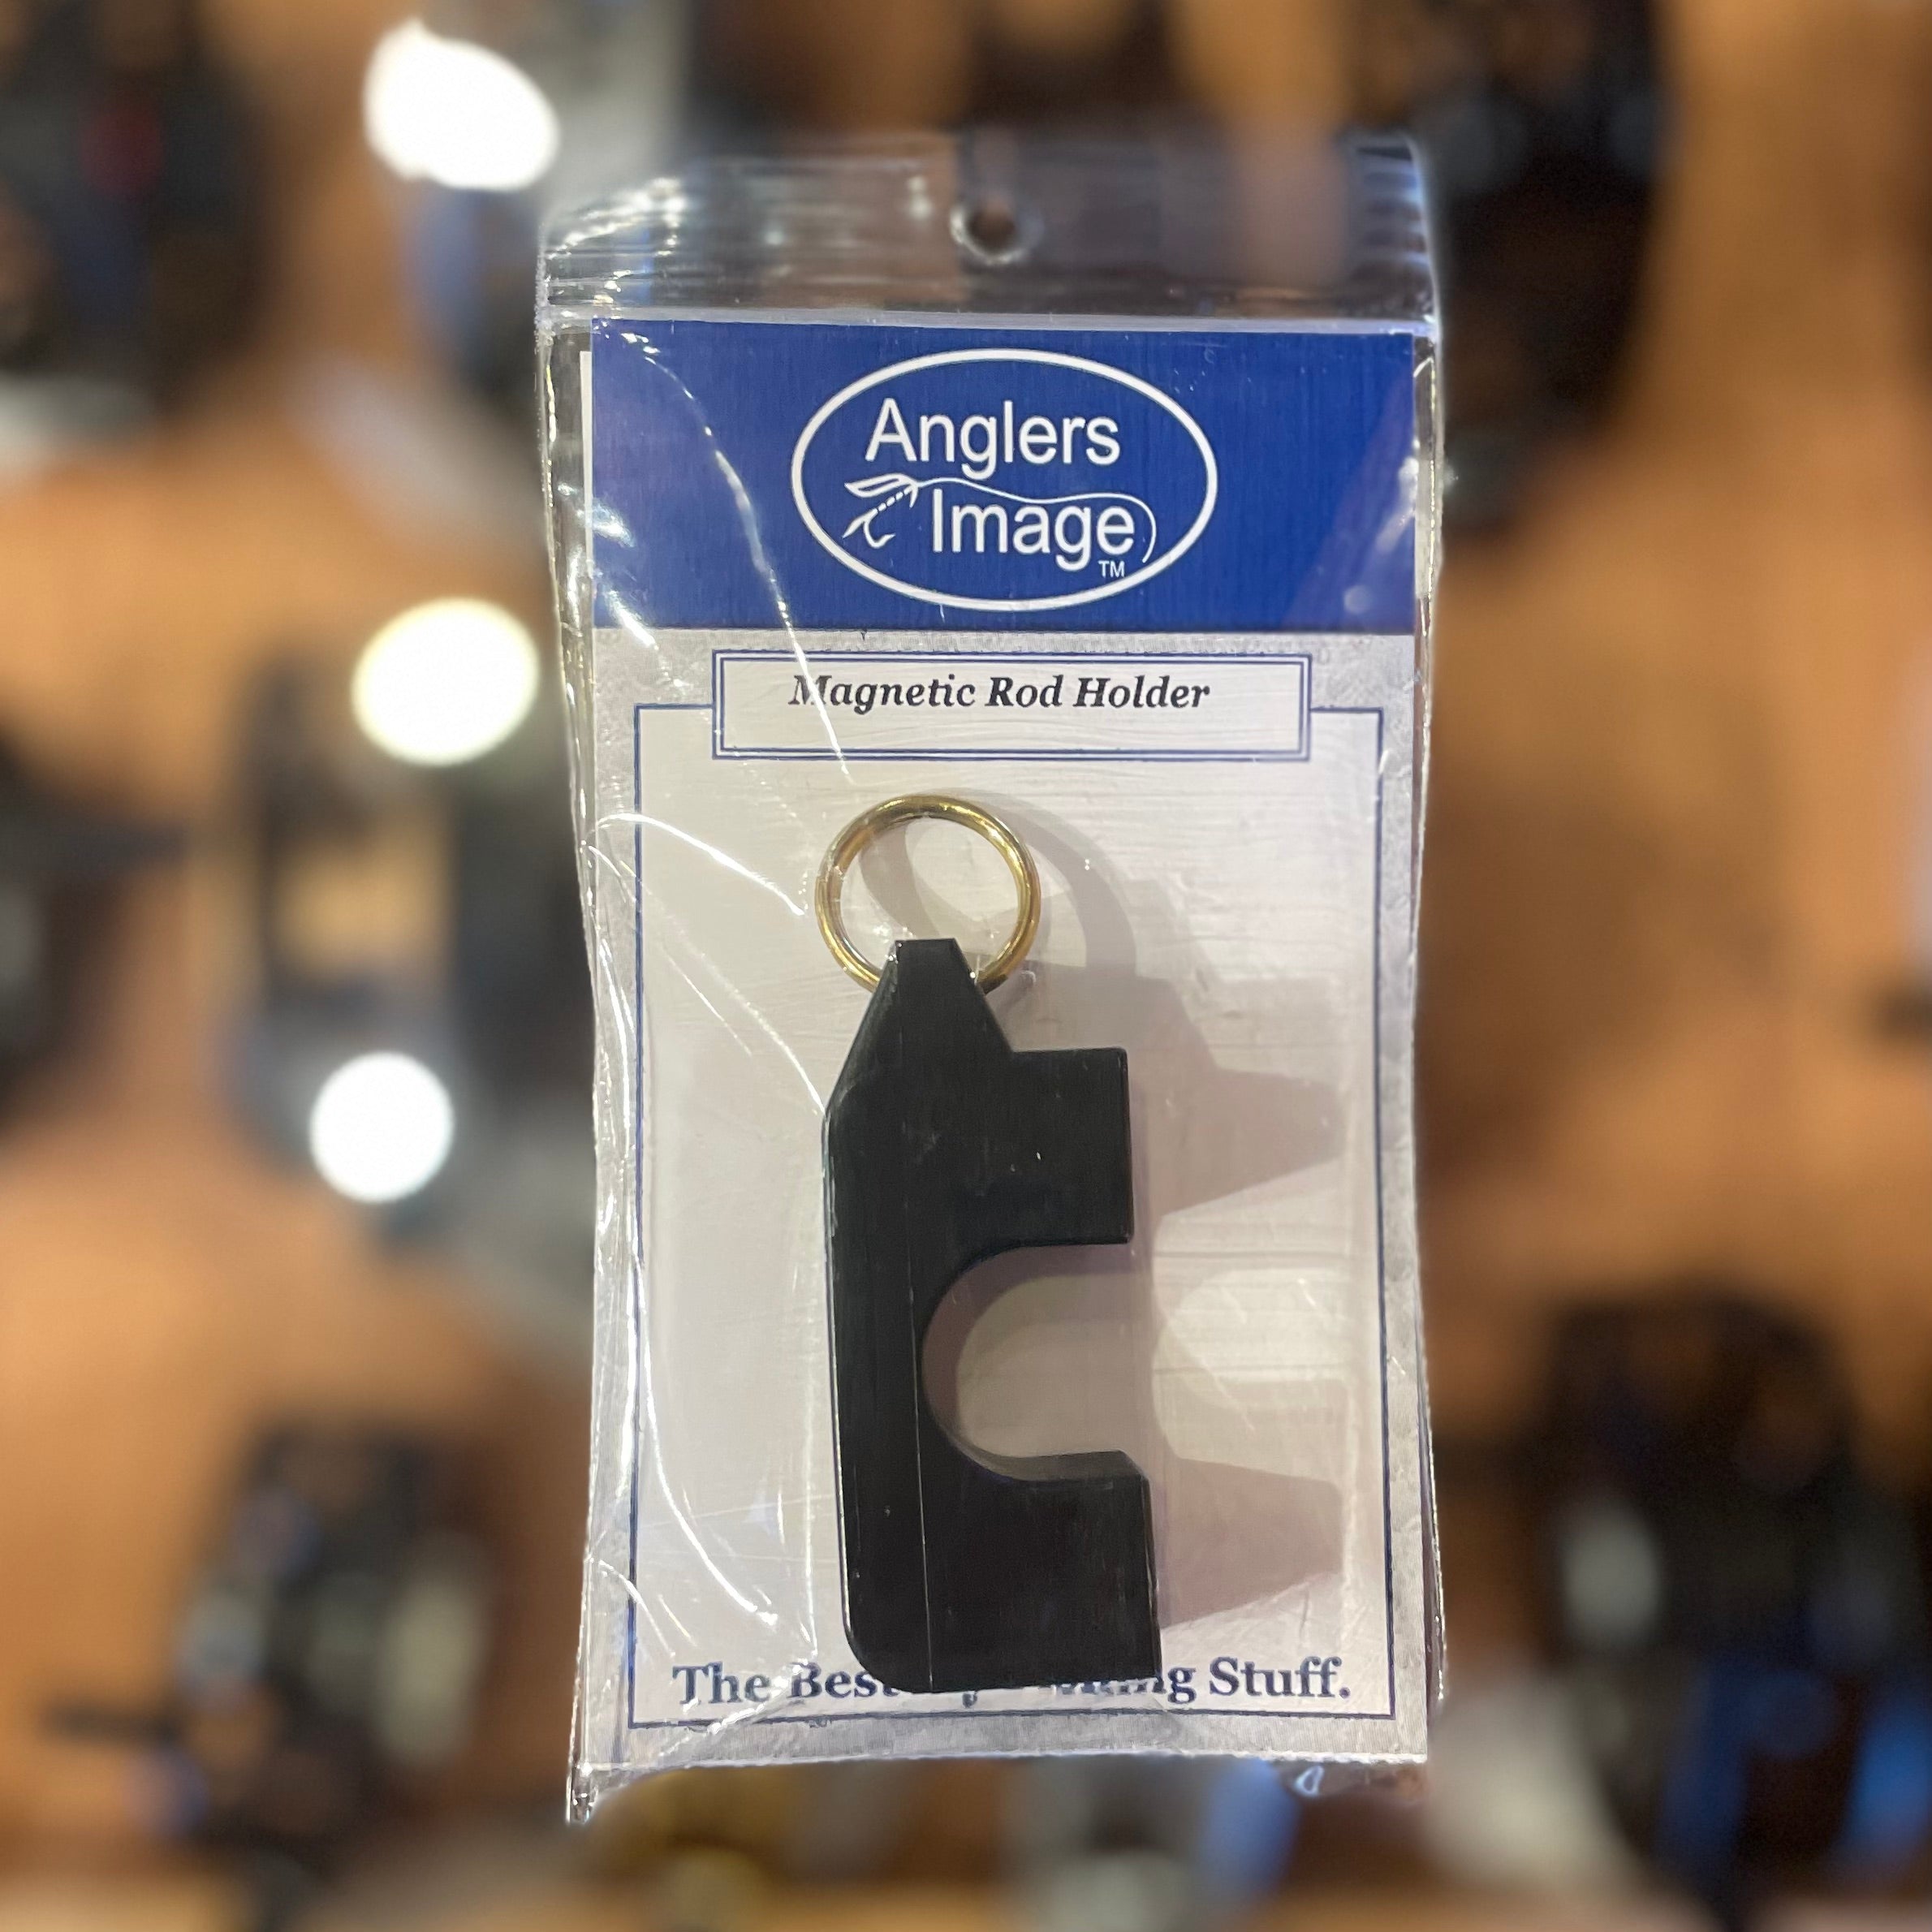 Anglers
Image
TM
Magnetic Rod Holder
The Best Stuff.